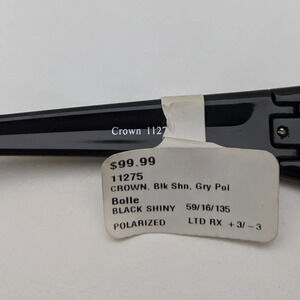 Crown 1127
$99.99
11275
CROWN, Blk Shn, Gry Pol
Bolle
BLACK SHINY 59/16/135
POLARIZED LTD RX +3/-3